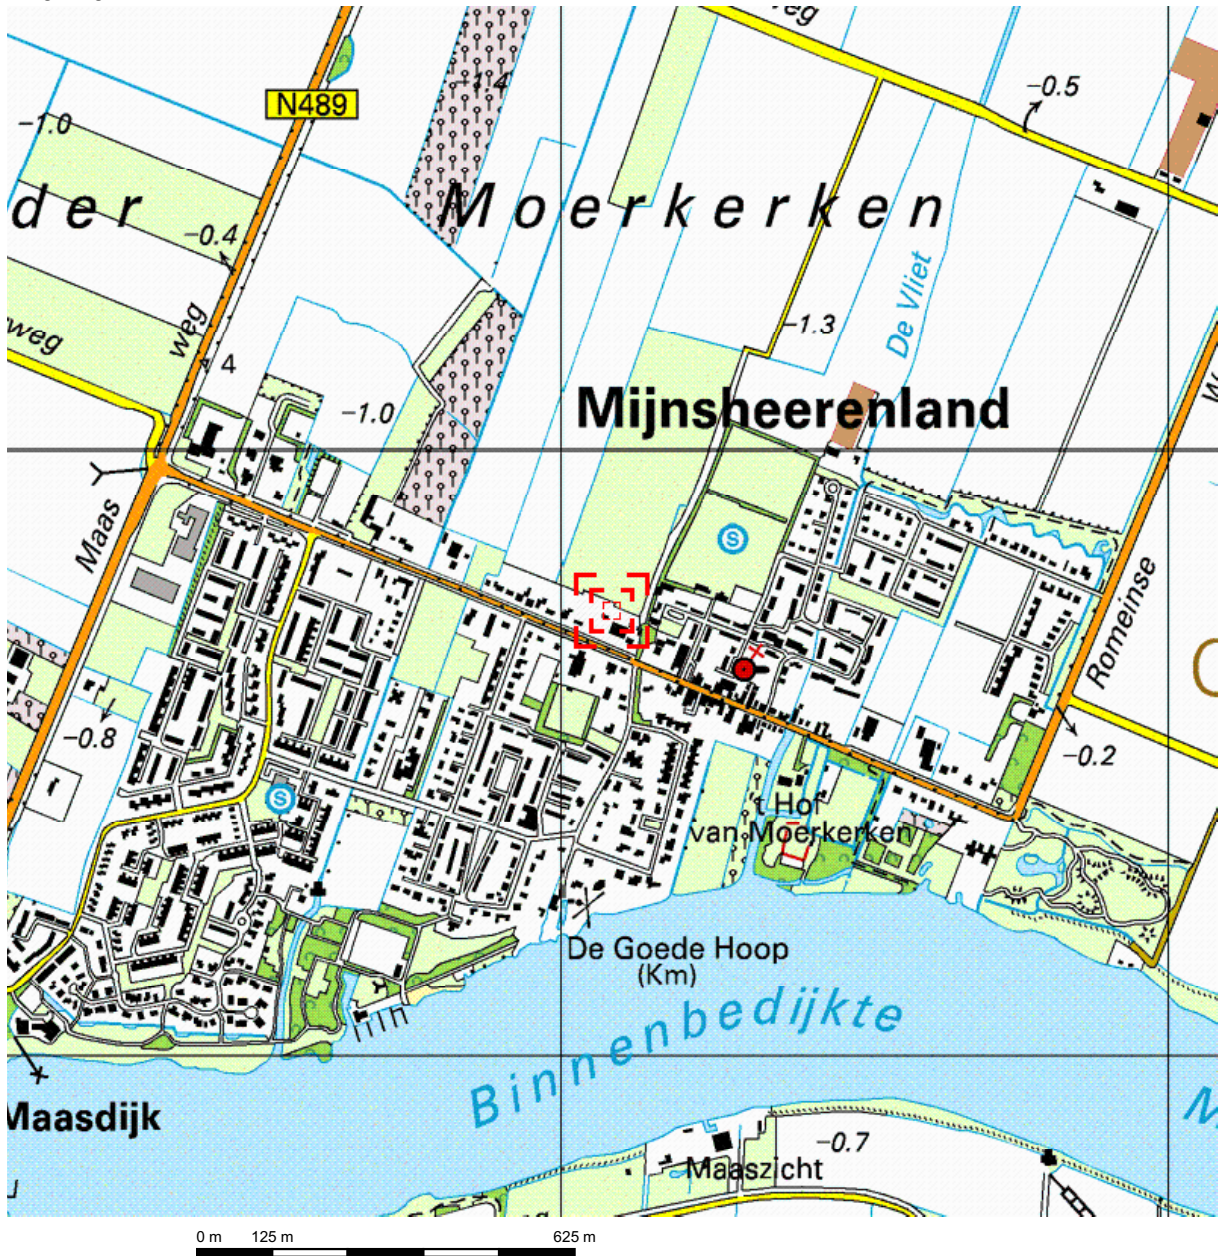 weg
-1.4
-0.5
N489
-1.0
der Moerkerken
-0.4
De Vliet
weg
-1.3
weg
4
-1.0
Mijnsheerenland
S
Maas
Romeinse
-0.8
-0.2
S
't Hof
van Moerkerken
De Goede Hoop
(Km)
Binnenbedijkte
M
Maasdijk
-0.7
Maaszicht
0 m 125 m 625 m